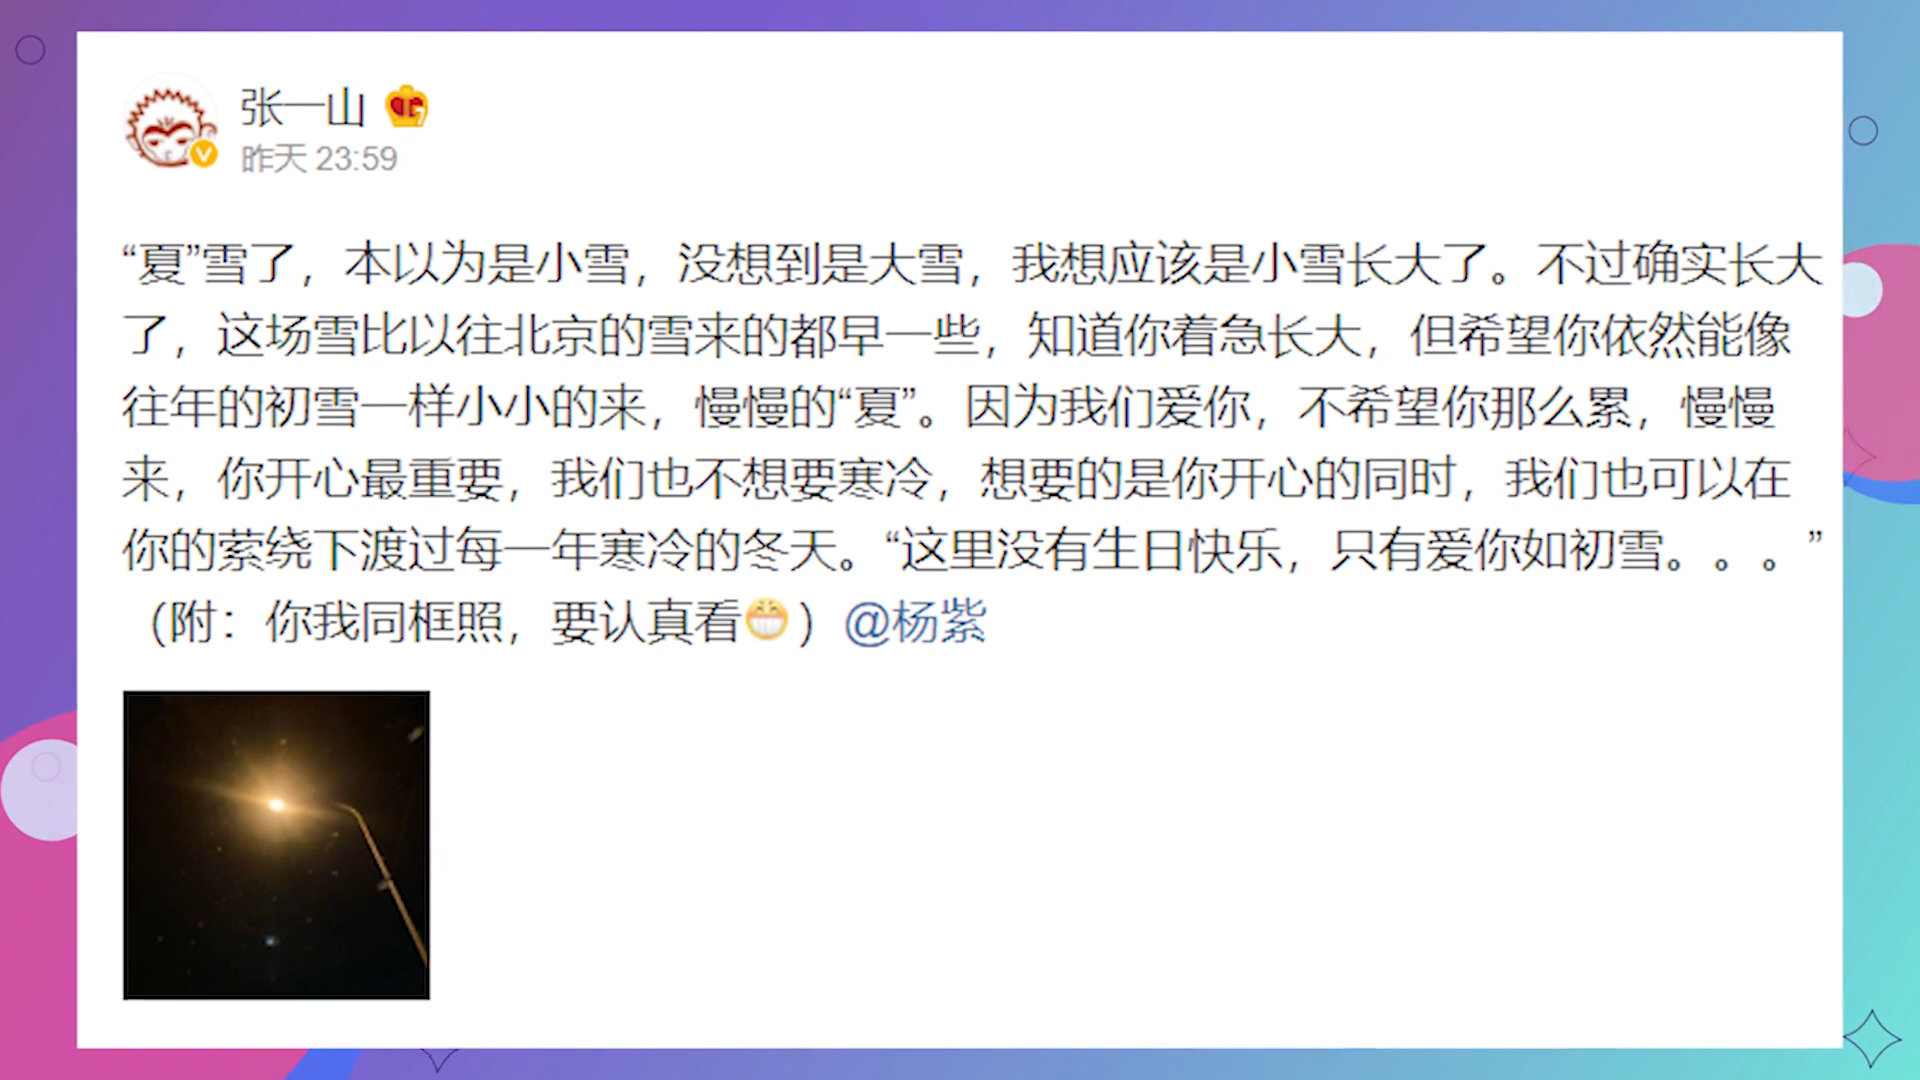 张一山
昨天 23:59
“夏”雪了，本以为是小雪，没想到是大雪，我想应该是小雪长大了。不过确实长大
了，这场雪比以往北京的雪来的都早一些，知道你着急长大，但希望你依然能像
往年的初雪一样小小的来，慢慢的“夏”。因为我们爱你，不希望你那么累，慢慢
来，你开心最重要，我们也不想要寒冷，想要的是你开心的同时，我们也可以在
你的萦绕下渡过每一年寒冷的冬天。“这里没有生日快乐，只有爱你如初雪。。。”
（附：你我同框照，要认真看😁）@杨紫